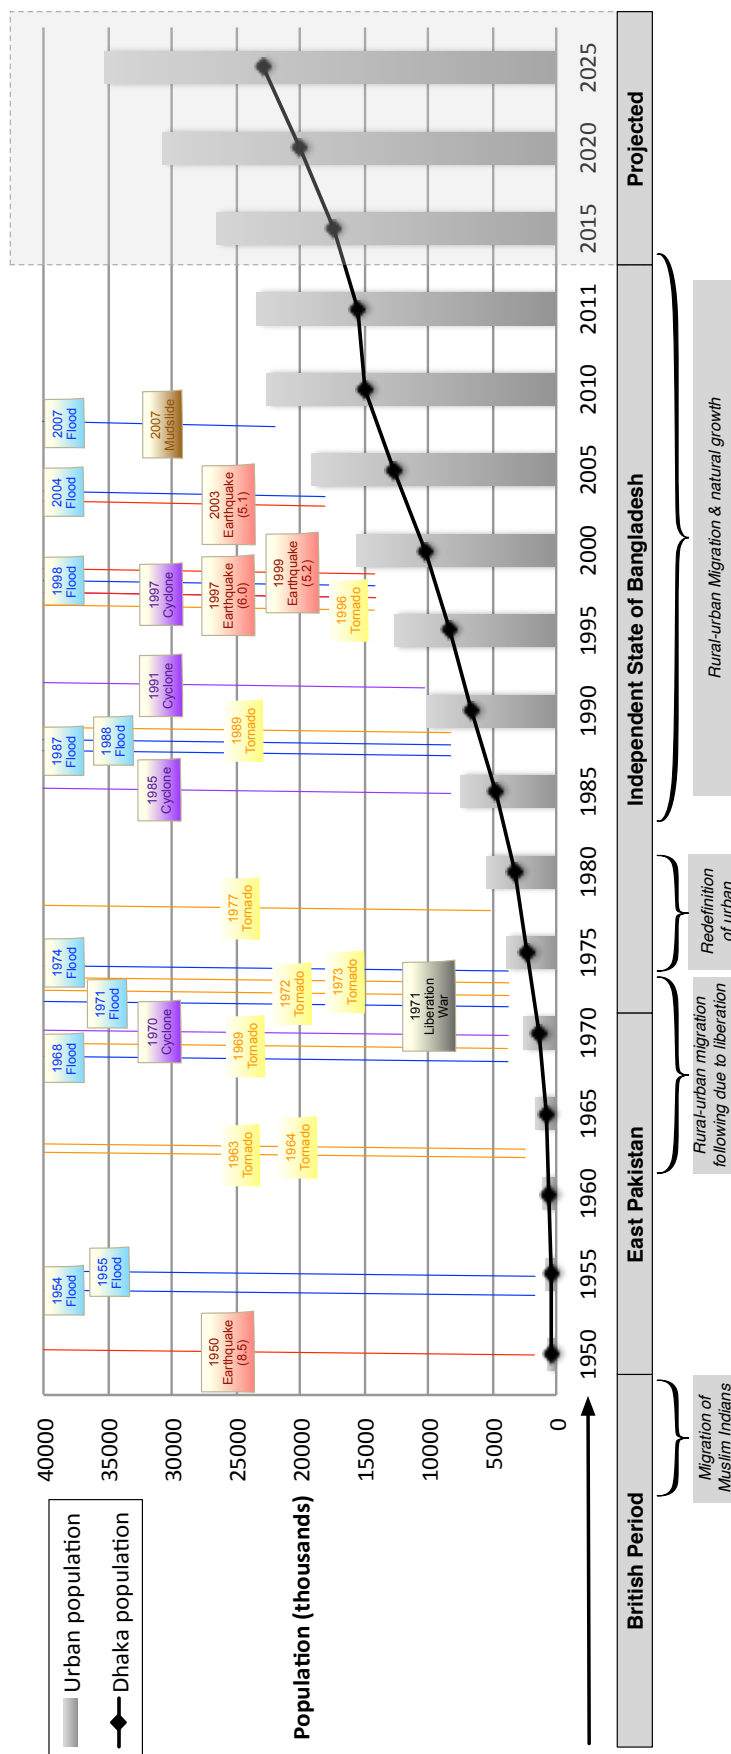 Urban population
Dhaka population
Population (thousands)
40000
35000
30000
25000
20000
15000
10000
5000
0
1954
Flood
1968
Flood
1974
Flood
1987
Flood
1998
Flood
2004
Flood
2007
Flood
1955
Flood
1971
Flood
1988
Flood
1970
Cyclone
1985
Cyclone
1991
Cyclone
1997
Cyclone
2007
Mudslide
1950
Earthquake
(8.5)
1963
Tornado
1969
Tornado
1977
Tornado
1989
Tornado
1997
Earthquake
(6.0)
2003
Earthquake
(5.1)
1964
Tornado
1972
Tornado
1999
Earthquake
(5.2)
1973
Tornado
1996
Tornado
1971
Liberation
War
1950
1955
1960
1965
1970
1975
1980
1985
1990
1995
2000
2005
2010
2011
2015
2020
2025
British Period
East Pakistan
Independent State of Bangladesh
Projected
Migration of
Muslim Indians
Rural-urban migration
following due to liberation
Redefinition
of urban
Rural-urban Migration & natural growth